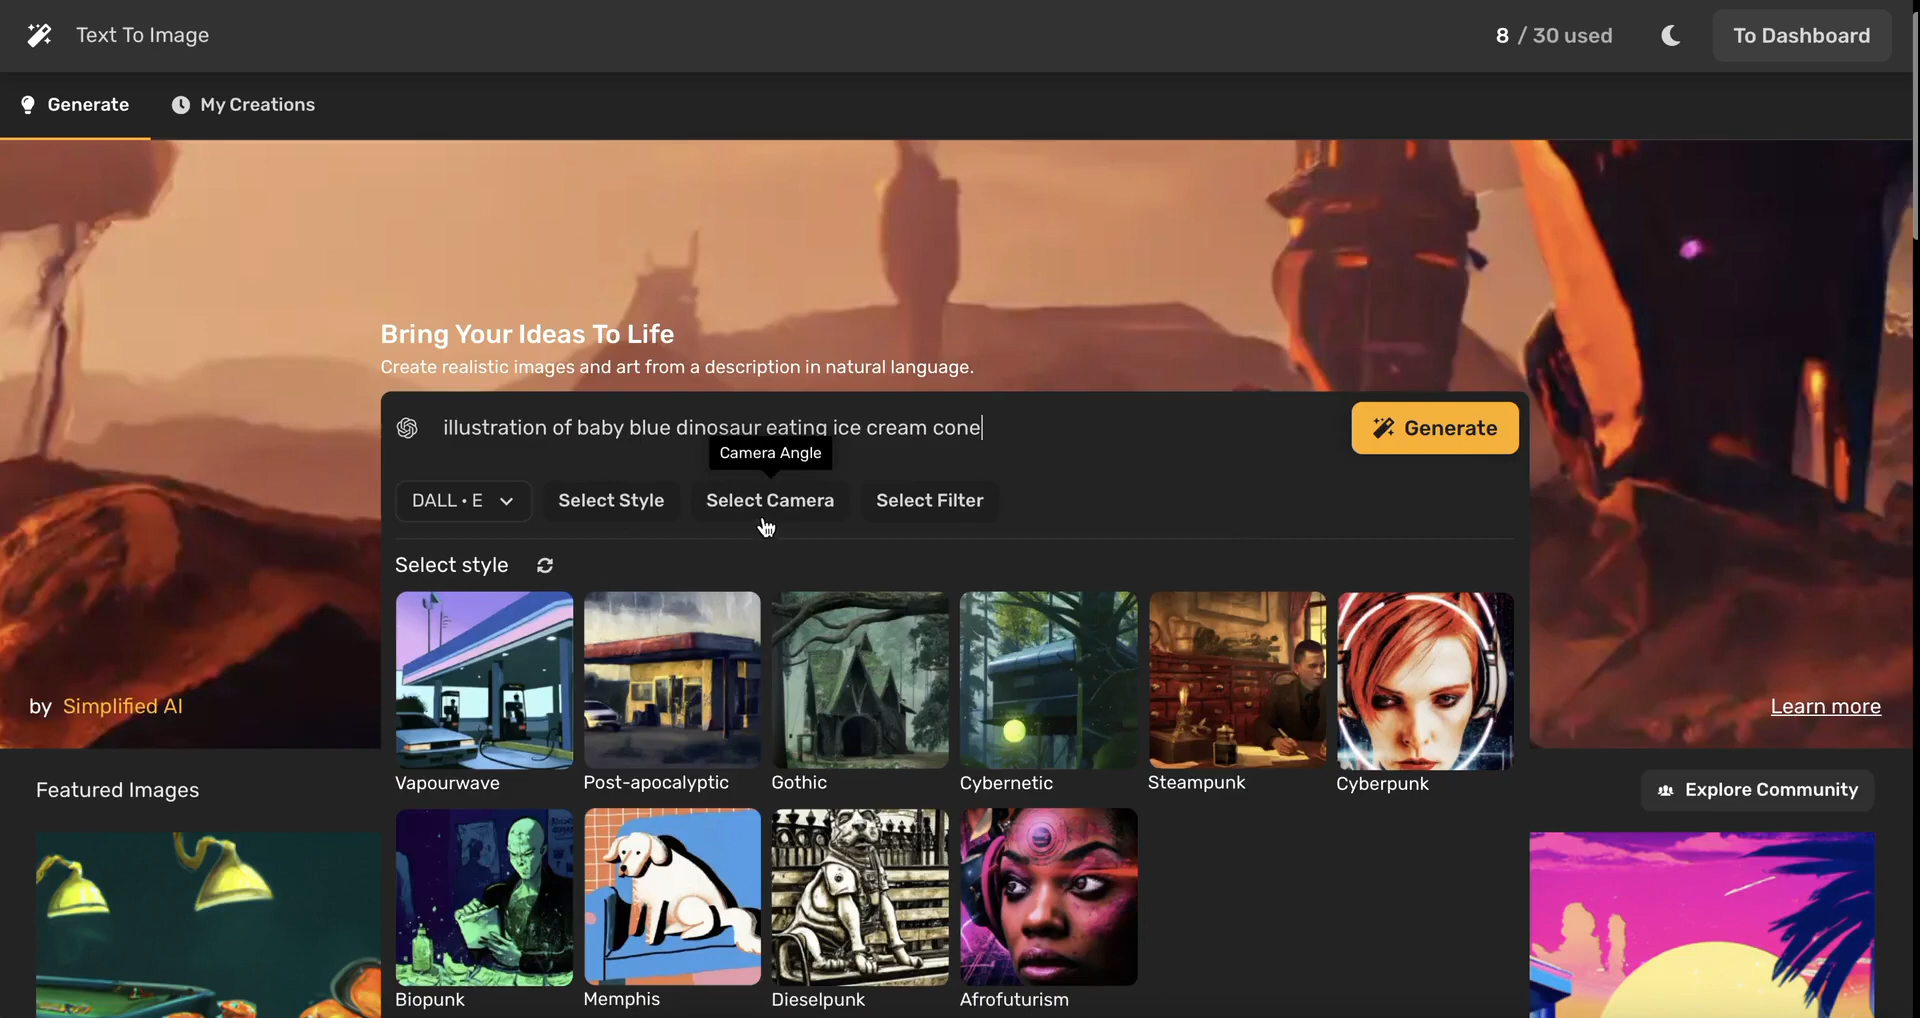 Text To Image
8 / 30 used
To Dashboard
Generate
My Creations
Bring Your Ideas To Life
Create realistic images and art from a description in natural language.
illustration of baby blue dinosaur eating ice cream cone
Generate
Camera Angle
DALL • E
Select Style
Select Camera
Select Filter
Select style
Vapourwave
Post-apocalyptic
Gothic
Cybernetic
Steampunk
Cyberpunk
by Simplified AI
Learn more
Featured Images
Explore Community
Biopunk
Memphis
Dieselpunk
Afrofuturism